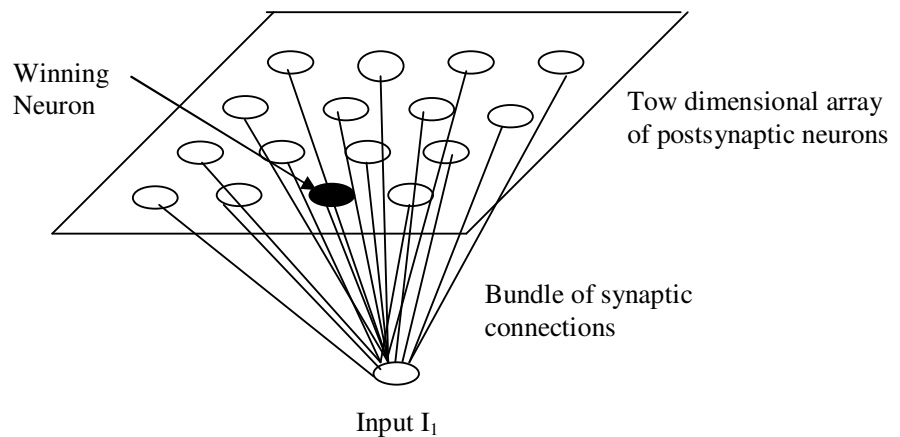 Winning
Neuron
Tow dimensional array
of postsynaptic neurons
Bundle of synaptic
connections
Input I₁